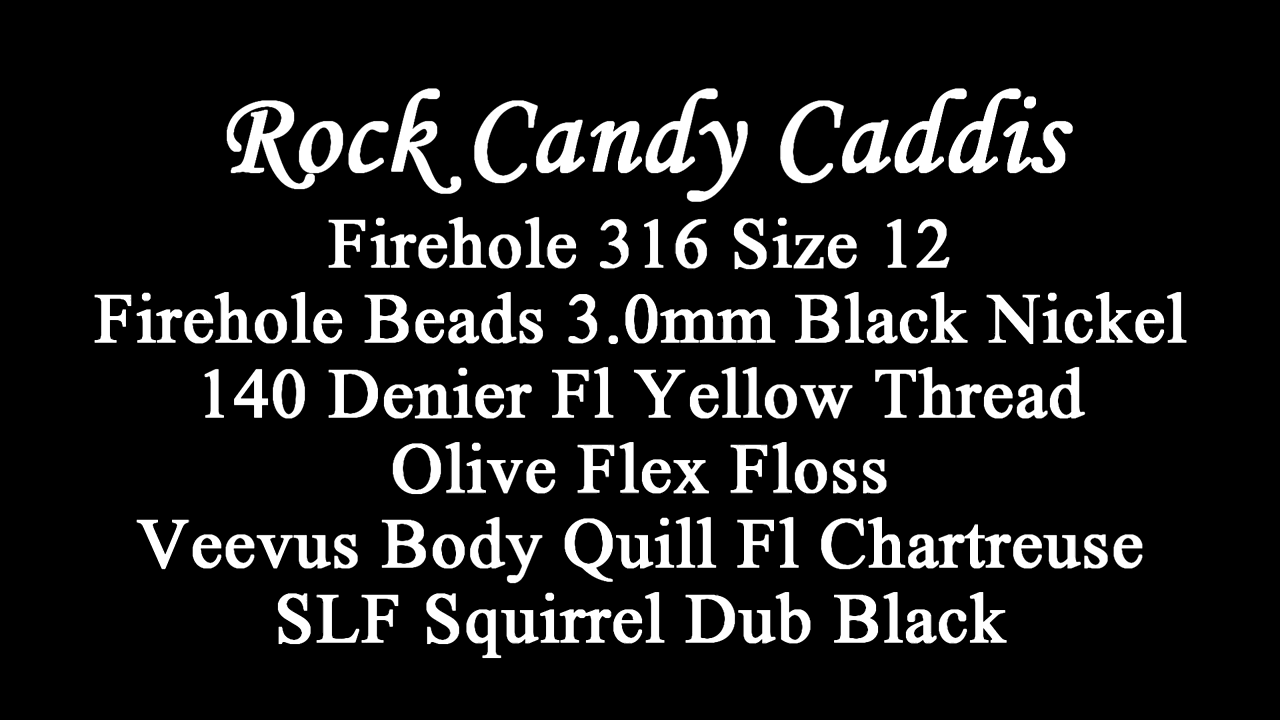 Rock Candy Caddis
Firehole 316 Size 12
Firehole Beads 3.0mm Black Nickel
140 Denier Fl Yellow Thread
Olive Flex Floss
Veevus Body Quill Fl Chartreuse
SLF Squirrel Dub Black